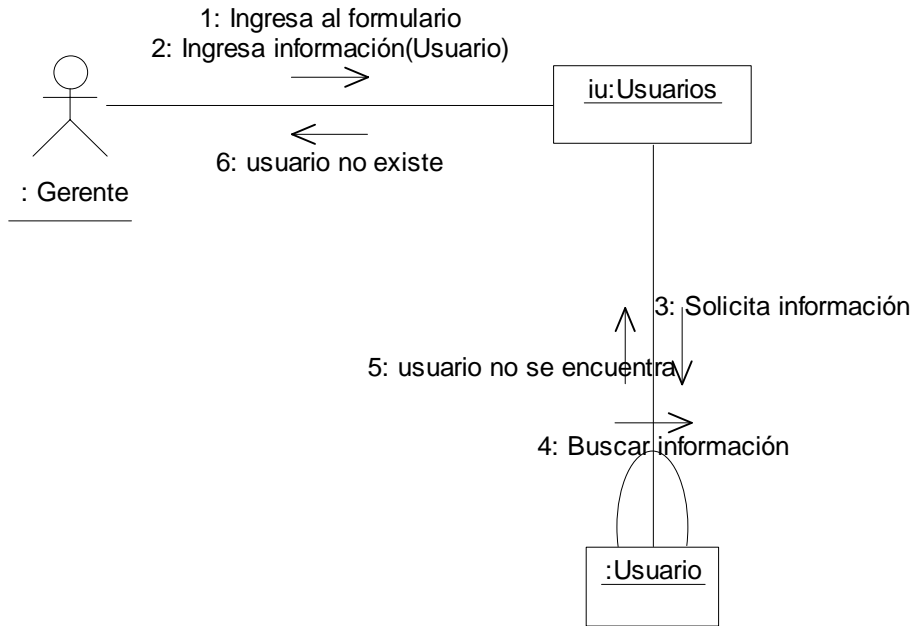 1: Ingresa al formulario
2: Ingresa información(Usuario)
iu:Usuarios
6: usuario no existe
: Gerente
3: Solicita información
5: usuario no se encuentra
4: Buscar información
:Usuario